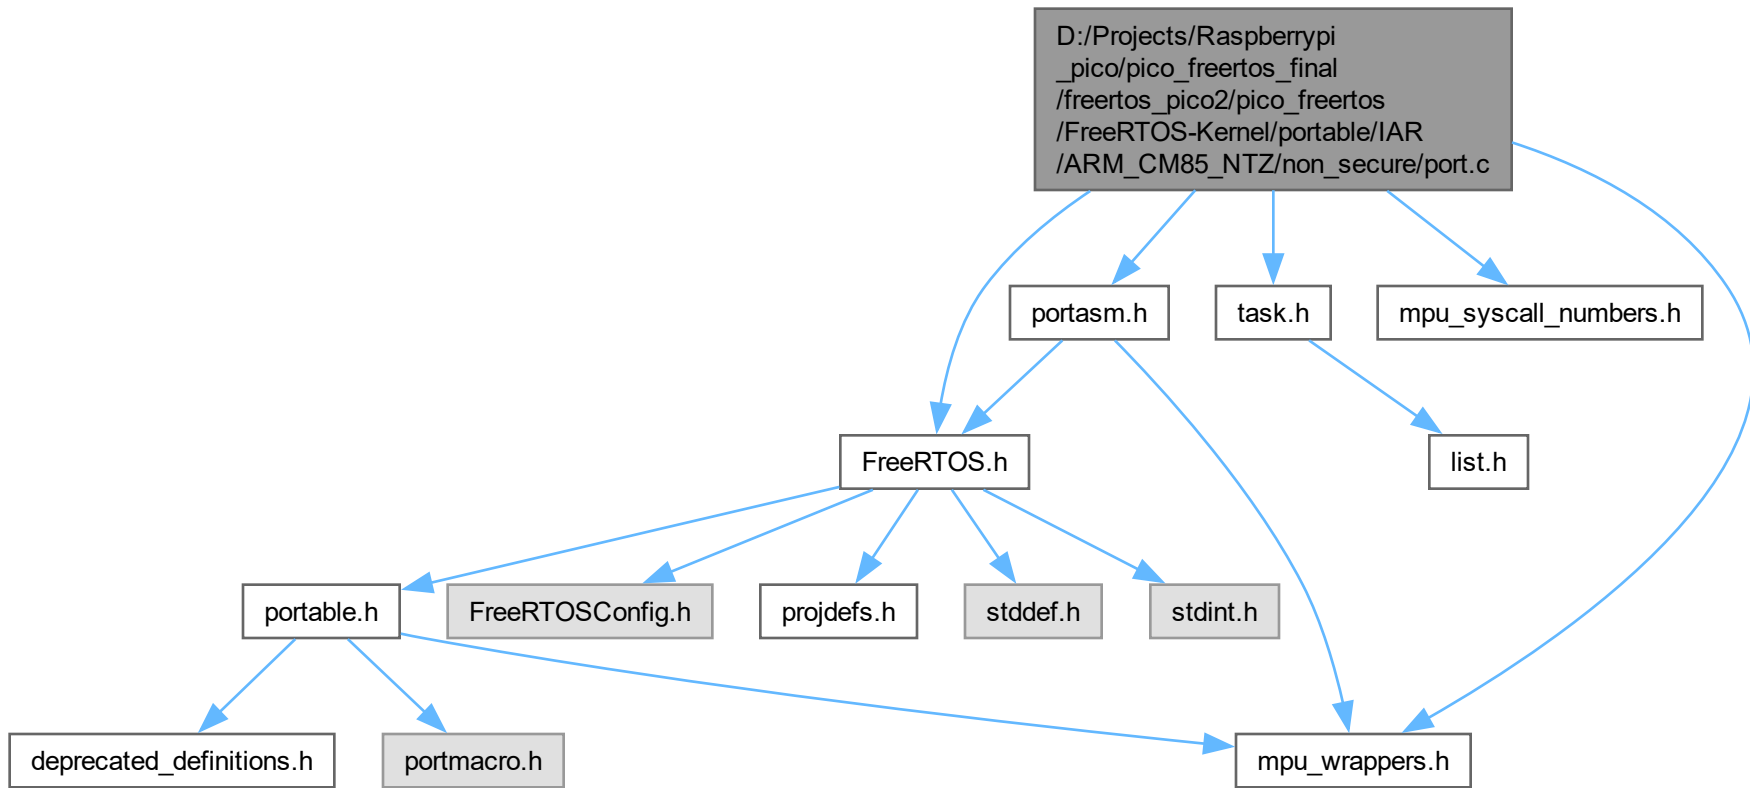 D:/Projects/Raspberrypi
_pico/pico_freertos_final
/freertos_pico2/pico_freertos
/FreeRTOS-Kernel/portable/IAR
/ARM_CM85_NTZ/non_secure/port.c
portasm.h
task.h
mpu_syscall_numbers.h
FreeRTOS.h
list.h
portable.h
FreeRTOSConfig.h
projdefs.h
stddef.h
stdint.h
deprecated_definitions.h
portmacro.h
mpu_wrappers.h